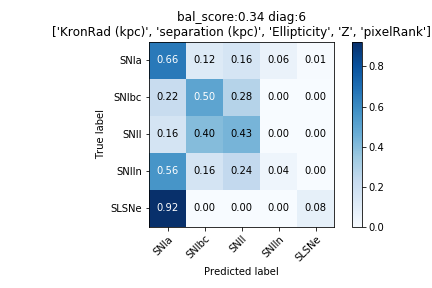 bal_score:0.34 diag:6
['KronRad (kpc)', 'separation (kpc)', 'Ellipticity', 'Z', 'pixelRank']
SNIa 0.66 0.12 0.16 0.06 0.01
SNIbc 0.22 0.50 0.28 0.00 0.00
SNII 0.16 0.40 0.43 0.00 0.00
SNIIn 0.56 0.16 0.24 0.04 0.00
SLSNe 0.92 0.00 0.00 0.00 0.08
SNIa SNIbc SNII SNIIn SLSNe
Predicted label
True label
0.8
0.6
0.4
0.2
0.0